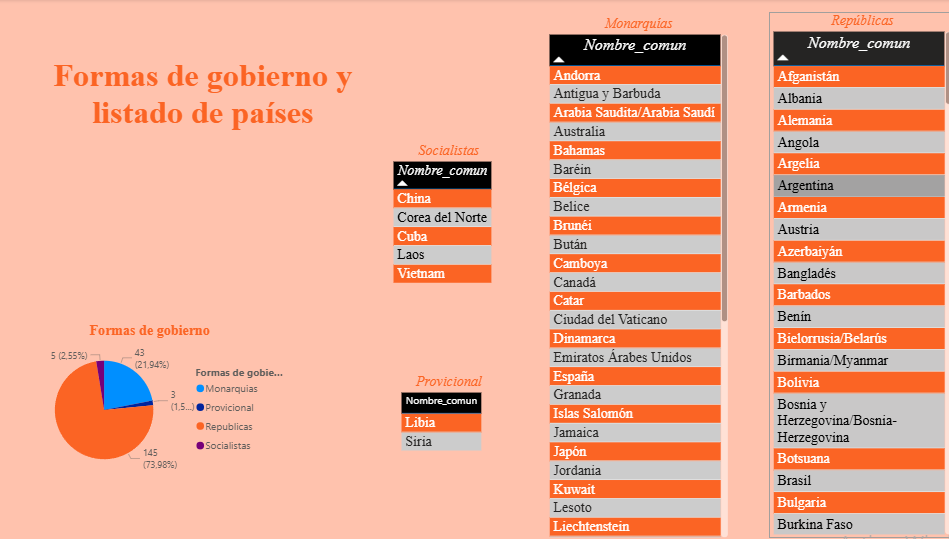 Formas de gobierno y
listado de países
Socialistas
Nombre_comun
China
Corea del Norte
Cuba
Laos
Vietnam
Formas de gobierno
5 (2,55%)
43
(21,94%)
3
(1,5...)
145
(73,98%)
Formas de gobie...
Monarquias
Provicional
Republicas
Socialistas
Provicional
Nombre_comun
Libia
Siria
Monarquías
Nombre_comun
Andorra
Antigua y Barbuda
Arabia Saudita/Arabia Saudí
Australia
Bahamas
Baréin
Bélgica
Belice
Brunéi
Bután
Camboya
Canadá
Catar
Ciudad del Vaticano
Dinamarca
Emiratos Árabes Unidos
España
Granada
Islas Salomón
Jamaica
Japón
Jordania
Kuwait
Lesoto
Liechtenstein
Repúblicas
Nombre_comun
Afganistán
Albania
Alemania
Angola
Argelia
Argentina
Armenia
Austria
Azerbaiyán
Bangladés
Barbados
Benín
Bielorrusia/Belarús
Birmania/Myanmar
Bolivia
Bosnia y
Herzegovina/Bosnia-
Herzegovina
Botsuana
Brasil
Bulgaria
Burkina Faso